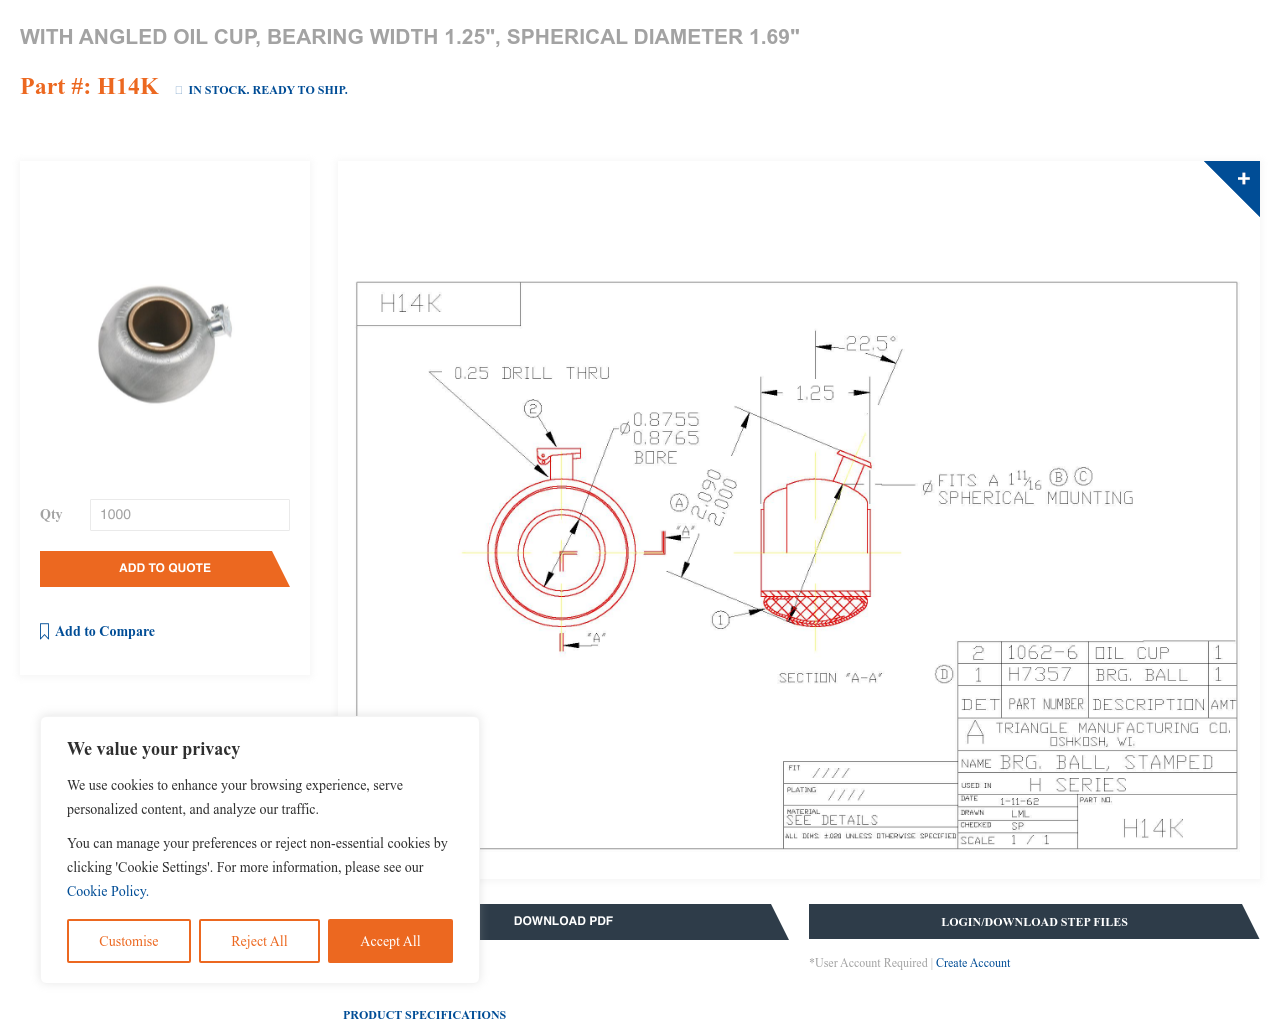 WITH ANGLED OIL CUP, BEARING WIDTH 1.25", SPHERICAL DIAMETER 1.69"
Part #: H14K
IN STOCK. READY TO SHIP.
+
H14K
0.25 DRILL THRU
2
Ø 0.8755
0.8765
BORE
22.5°
1.25
A
2.090
2.000
"A"
Ø FITS A 1 11/16 B C
SPHERICAL MOUNTING
1
"A"
SECTION "A-A"
D
2 1062-6 OIL CUP 1
1 H7357 BRG. BALL 1
DET PART NUMBER DESCRIPTION AMT
A TRIANGLE MANUFACTURING CO.
OSHKOSH, WI.
NAME BRG. BALL, STAMPED
USED IN H SERIES
DATE 1-11-62
DRAWN LML
CHECKED SP
SCALE 1 / 1
PART NO.
H14K
FIT ////
PLATING ////
MATERIAL
SEE DETAILS
ALL DIMS. ±.020 UNLESS OTHERWISE SPECIFIED
Qty 1000
ADD TO QUOTE
Add to Compare
We value your privacy
We use cookies to enhance your browsing experience, serve
personalized content, and analyze our traffic.
You can manage your preferences or reject non-essential cookies by
clicking 'Cookie Settings'. For more information, please see our
Cookie Policy.
Customise
Reject All
Accept All
DOWNLOAD PDF
LOGIN/DOWNLOAD STEP FILES
*User Account Required | Create Account
PRODUCT SPECIFICATIONS